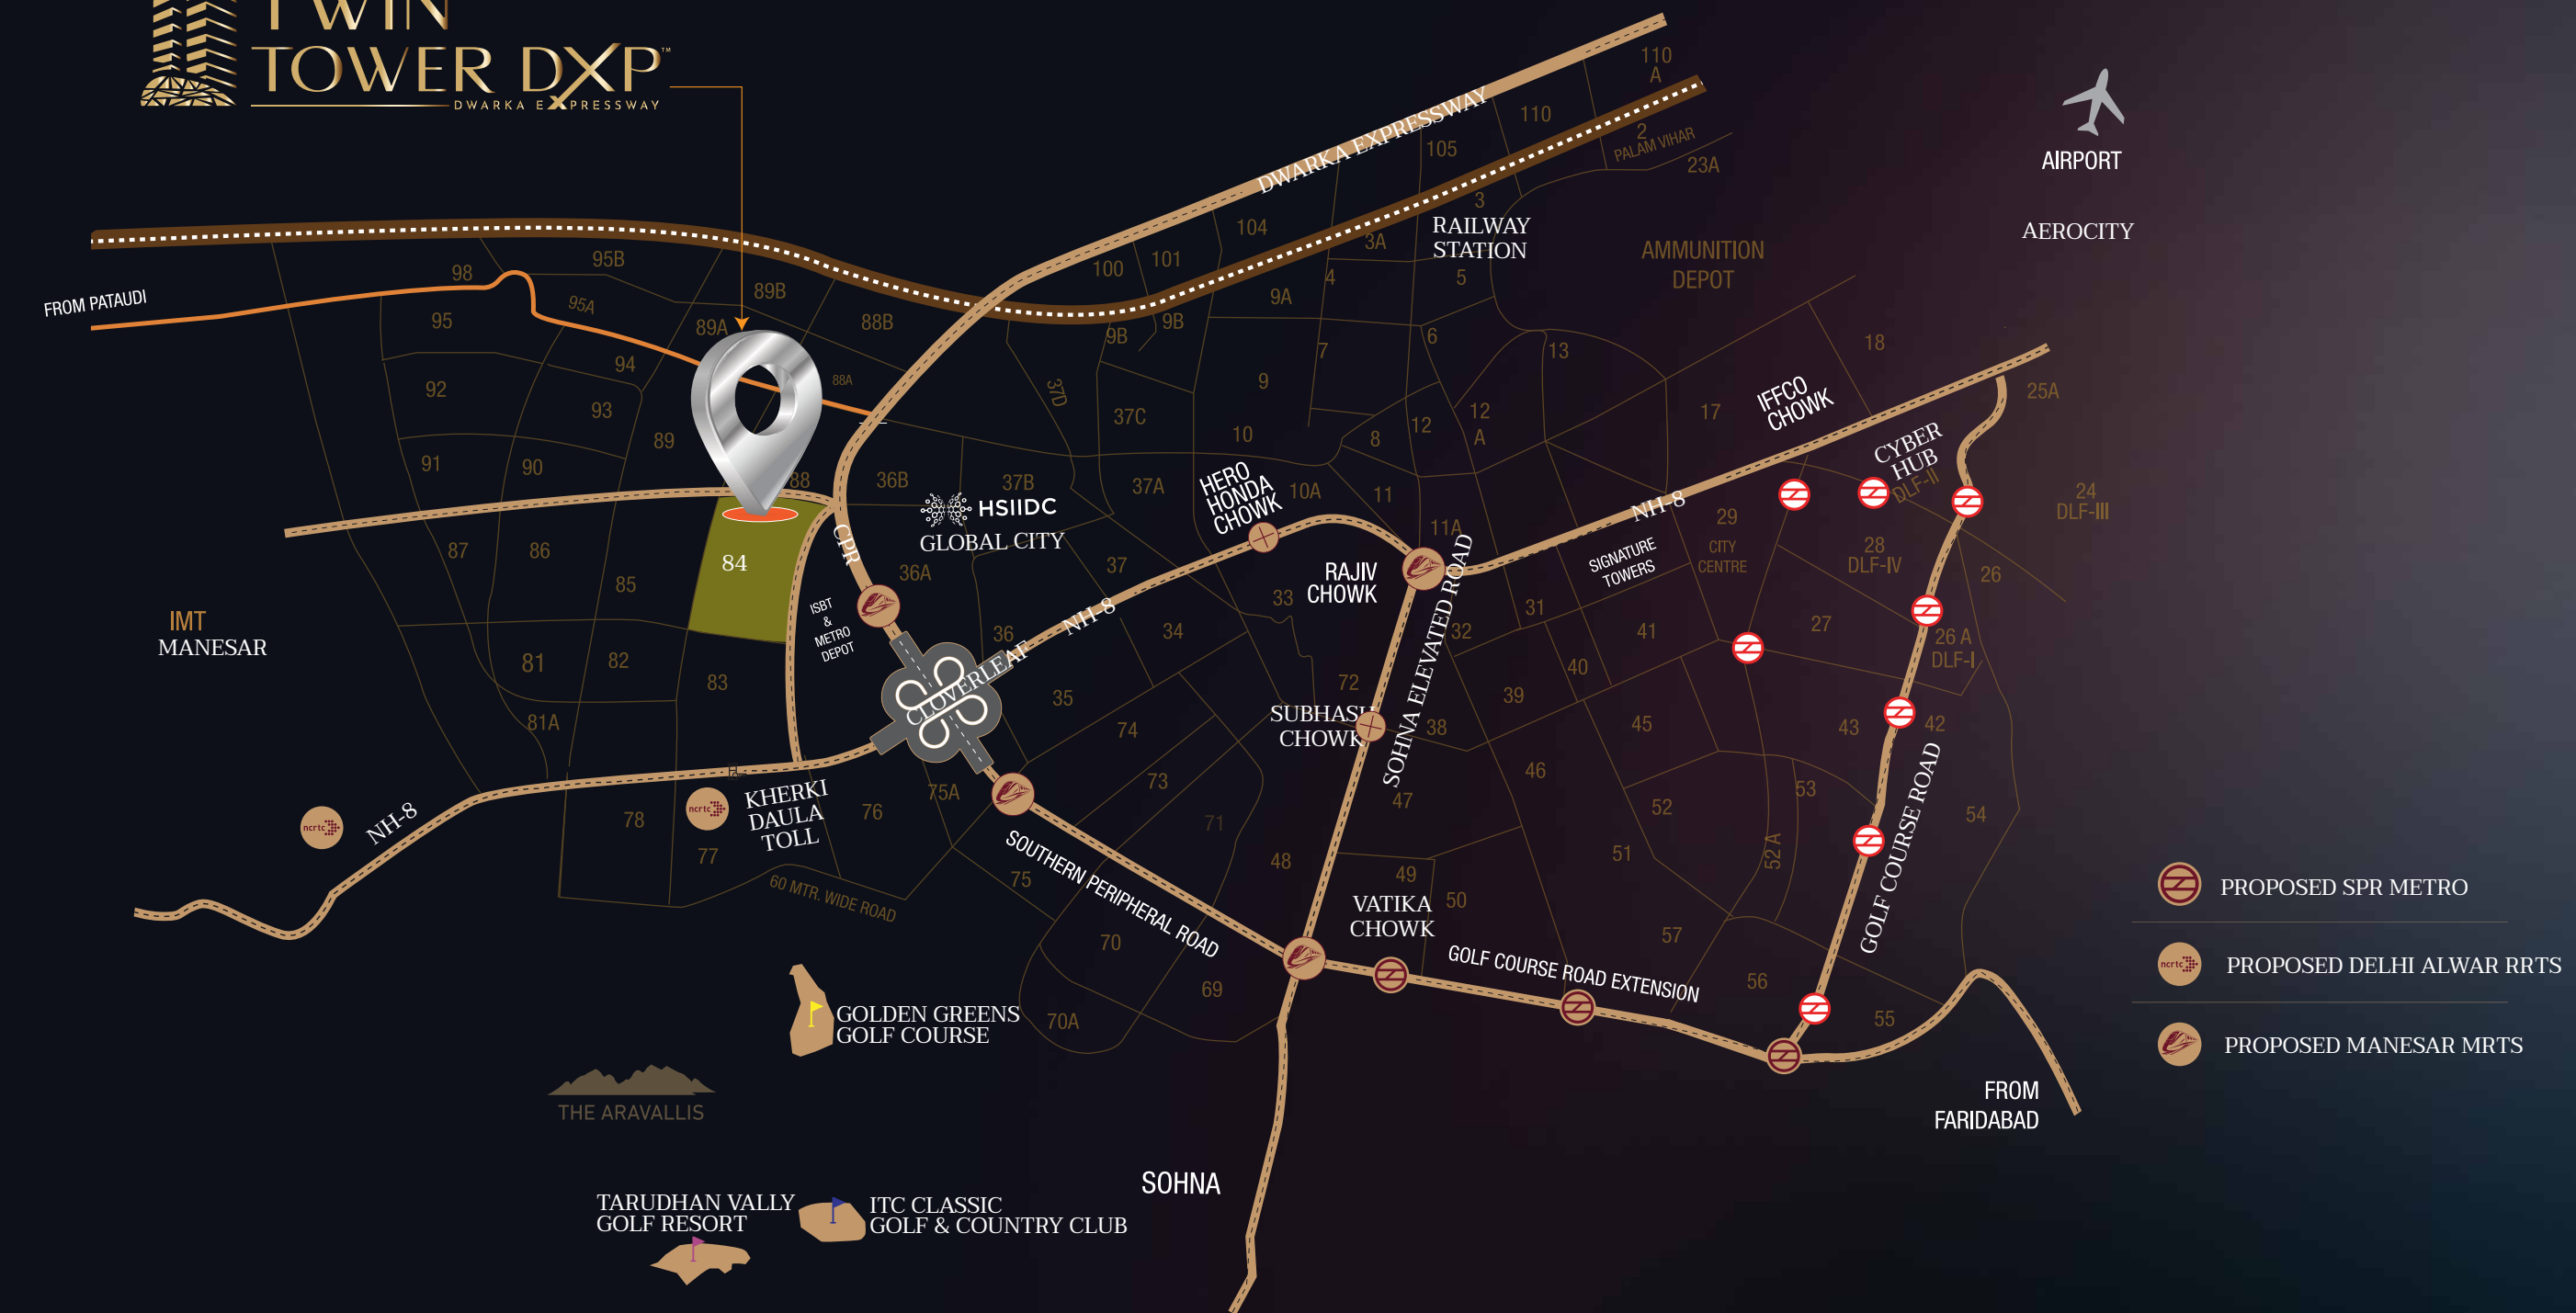 TWIN
TOWER DXP™
DWARKA EXPRESSWAY
110
A
110
DWARKA EXPRESSWAY
105
2
PALAM VIHAR
23A
AIRPORT
AEROCITY
3
RAILWAY
STATION
104
3A
AMMUNITION
DEPOT
98
95B
100
101
4
5
FROM PATAUDI
95A
89B
9A
95
89A
88B
9B
9B
6
7
13
18
94
88A
92
93
37D
37C
9
12
12
A
17
IFFCO
CHOWK
25A
89
10
8
CYBER
HUB
DLF-II
91
90
88
36B
37B
37A
HERO
HONDA
CHOWK
10A
11
NH-8
24
DLF-III
HSIIDC
GLOBAL CITY
CPR
11A
29
CITY
CENTRE
SIGNATURE
TOWERS
28
DLF-IV
87
86
84
85
36A
37
RAJIV
CHOWK
26
IMT
MANESAR
ISBT
&
METRO
DEPOT
NH-8
33
31
32
41
27
26 A
DLF-I
81
82
83
36
34
40
CLOVERLEAF
35
72
39
SOHNA ELEVATED ROAD
SUBHASH
CHOWK
38
45
43
42
81A
74
46
73
47
53
52
54
GOLF COURSE ROAD
NH-8
ncrtc
ncrtc
KHERKI
DAULA
TOLL
78
77
76
75A
71
48
51
52 A
60 MTR. WIDE ROAD
75
SOUTHERN PERIPHERAL ROAD
49
50
VATIKA
CHOWK
57
70
GOLF COURSE ROAD EXTENSION
56
69
70A
55
PROPOSED SPR METRO
ncrtc
PROPOSED DELHI ALWAR RRTS
PROPOSED MANESAR MRTS
GOLDEN GREENS
GOLF COURSE
THE ARAVALLIS
FROM
FARIDABAD
SOHNA
TARUDHAN VALLY
GOLF RESORT
ITC CLASSIC
GOLF & COUNTRY CLUB